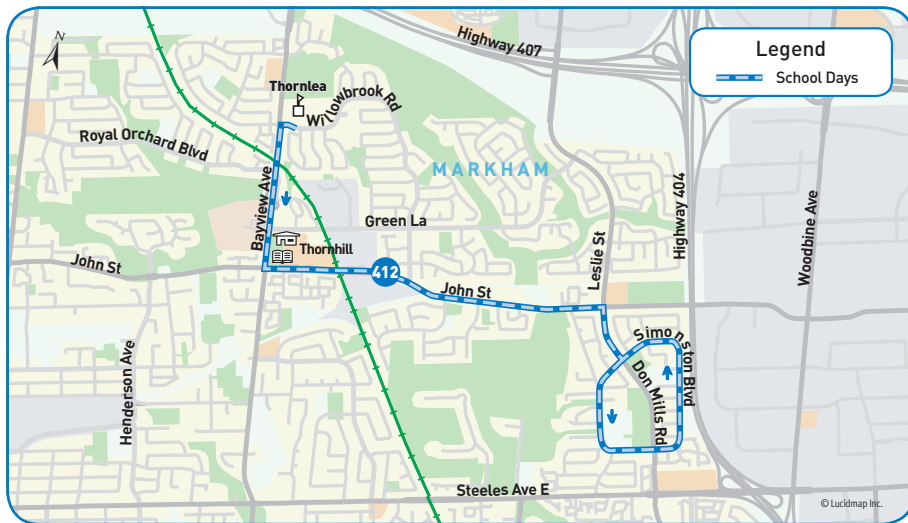 N
Highway 407
Legend
School Days
Thornlea
Willowbrook Rd
Royal Orchard Blvd
MARKHAM
Bayview Ave
Green La
Highway 404
Woodbine Ave
Thornhill
John St
412
John St
Leslie St
Simonston Blvd
Don Mills Rd
Henderson Ave
Steeles Ave E
© Lucidmap Inc.